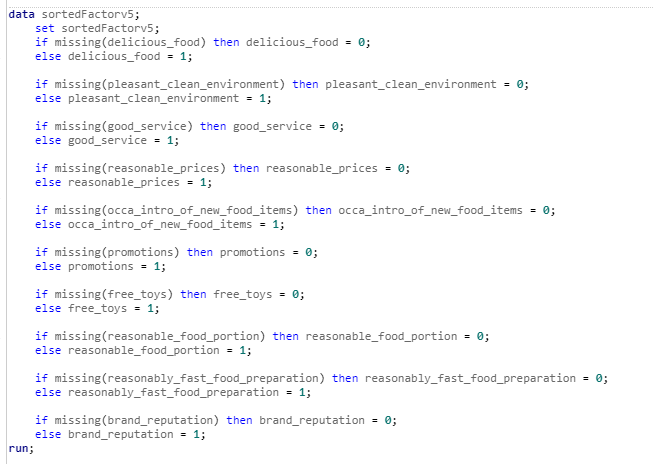 data sortedFactorv5;
    set sortedFactorv5;
    if missing(delicious_food) then delicious_food = 0;
    else delicious_food = 1;

    if missing(pleasant_clean_environment) then pleasant_clean_environment = 0;
    else pleasant_clean_environment = 1;

    if missing(good_service) then good_service = 0;
    else good_service = 1;

    if missing(reasonable_prices) then reasonable_prices = 0;
    else reasonable_prices = 1;

    if missing(occa_intro_of_new_food_items) then occa_intro_of_new_food_items = 0;
    else occa_intro_of_new_food_items = 1;

    if missing(promotions) then promotions = 0;
    else promotions = 1;

    if missing(free_toys) then free_toys = 0;
    else free_toys = 1;

    if missing(reasonable_food_portion) then reasonable_food_portion = 0;
    else reasonable_food_portion = 1;

    if missing(reasonably_fast_food_preparation) then reasonably_fast_food_preparation = 0;
    else reasonably_fast_food_preparation = 1;

    if missing(brand_reputation) then brand_reputation = 0;
    else brand_reputation = 1;
run;